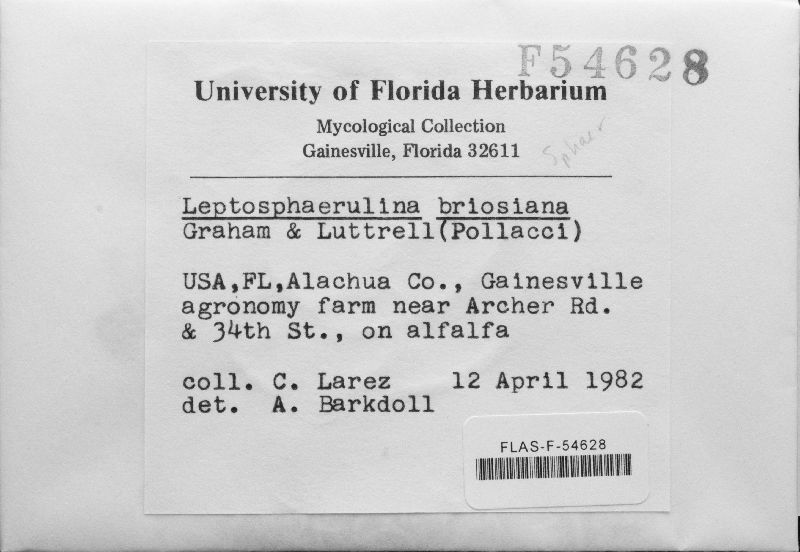 F54628
University of Florida Herbarium
Mycological Collection
Gainesville, Florida 32611
Sphaer
Leptosphaerulina briosiana
Graham & Luttrell(Pollacci)
USA,FL,Alachua Co., Gainesville
agronomy farm near Archer Rd.
& 34th St., on alfalfa
coll. C. Larez 12 April 1982
det. A. Barkdoll
FLAS-F-54628